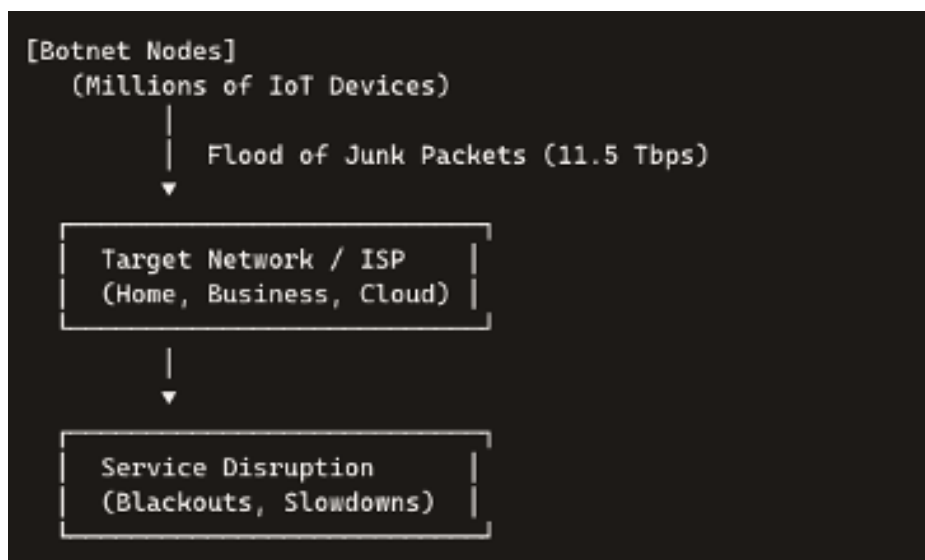 [Botnet Nodes]
(Millions of IoT Devices)
Flood of Junk Packets (11.5 Tbps)
Target Network / ISP
(Home, Business, Cloud)
Service Disruption
(Blackouts, Slowdowns)